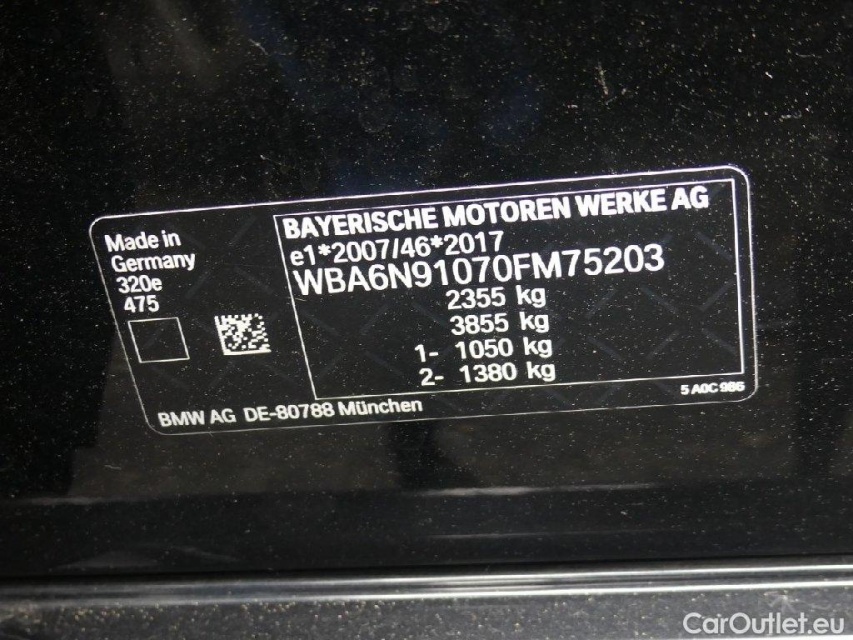 Made in
Germany
320e
475
BAYERISCHE MOTOREN WERKE AG
e1*2007/46*2017
WBA6N91070FM75203
2355 kg
3855 kg
1- 1050 kg
2- 1380 kg
BMW AG DE-80788 München
5 A0C 986
CarOutlet.eu